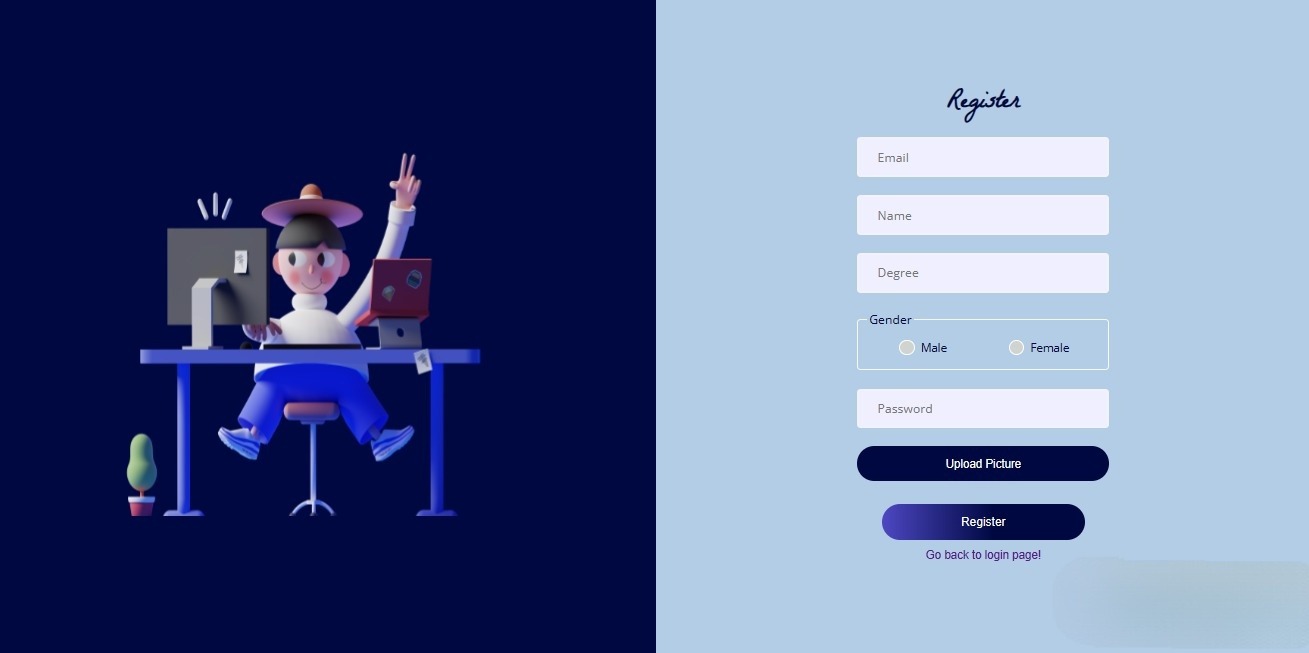 Register
Email
Name
Degree
Gender
Male Female
Password
Upload Picture
Register
Go back to login page!